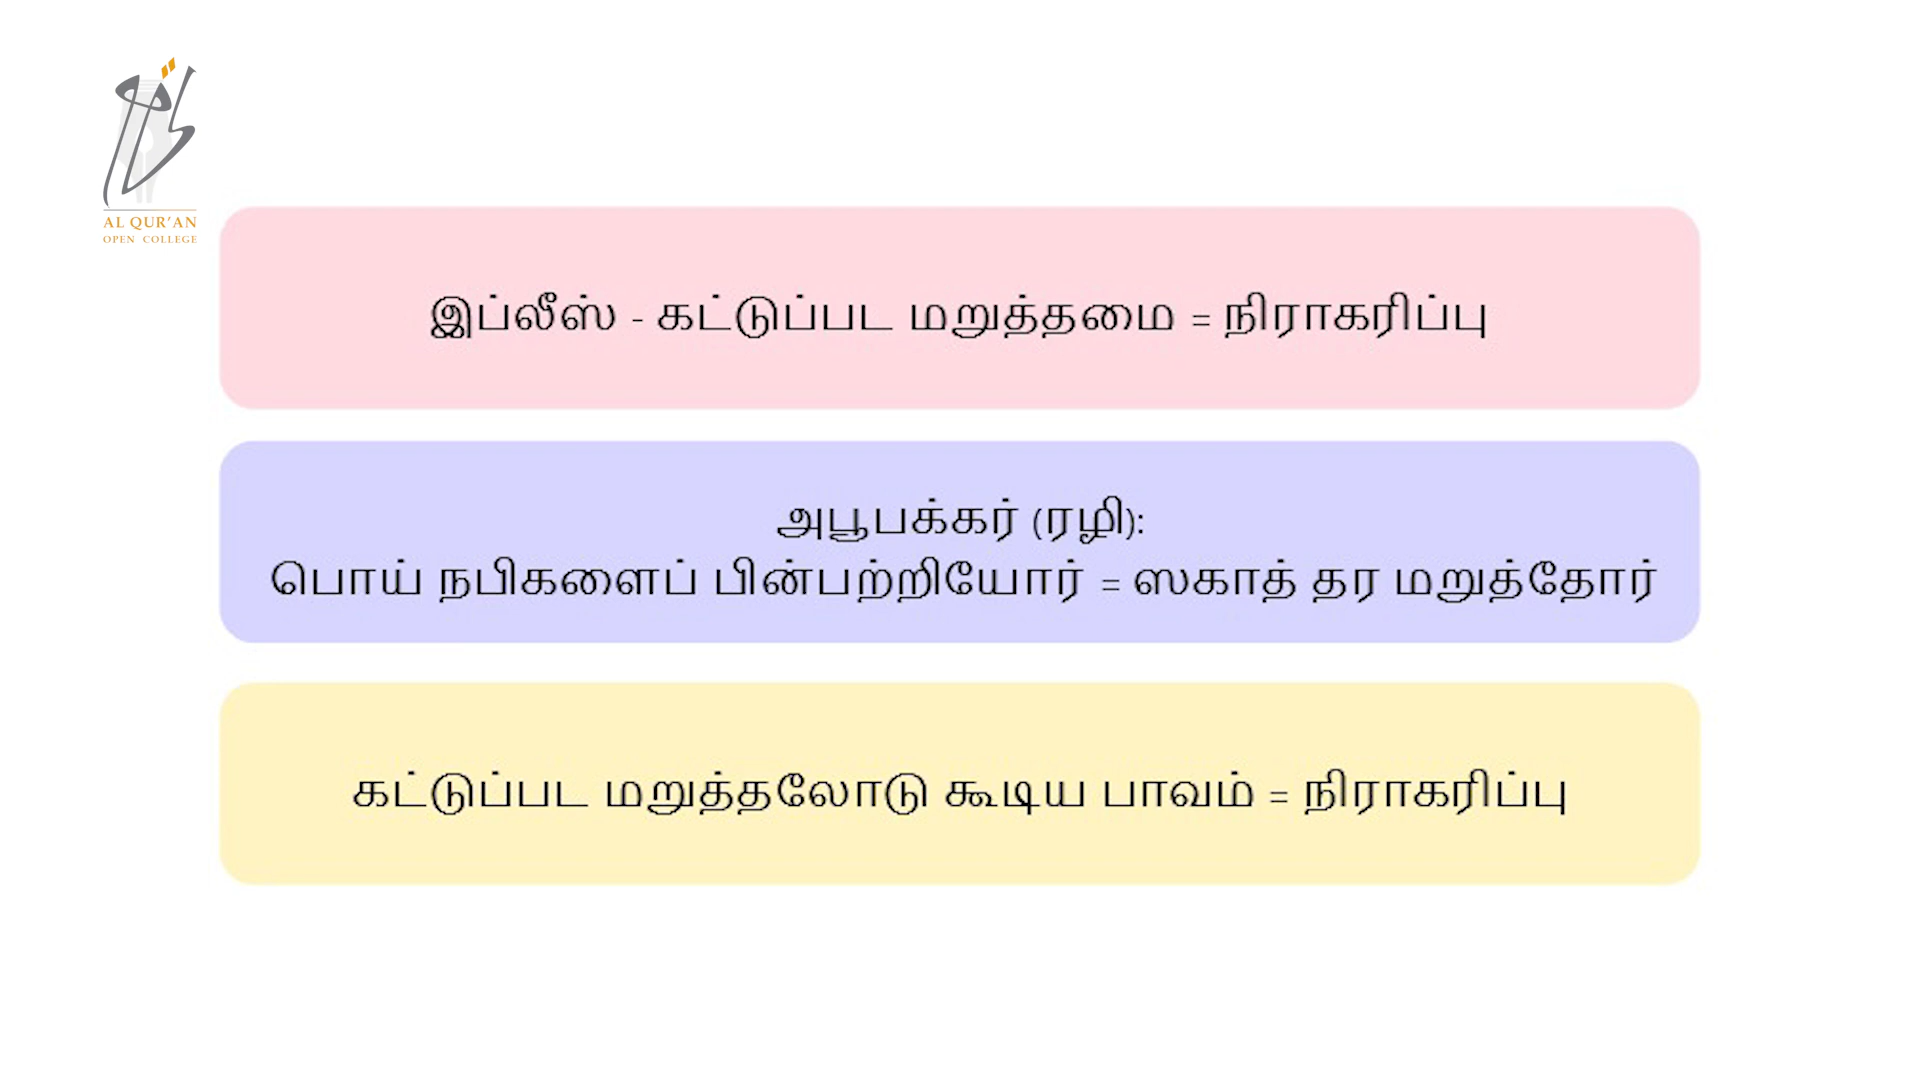 AL QUR'AN
OPEN COLLEGE
இப்லீஸ் - கட்டுப்பட மறுத்தமை = நிராகரிப்பு
அபூபக்கர் (ரழி):
பொய் நபிகளைப் பின்பற்றியோர் = ஸகாத் தர மறுத்தோர்
கட்டுப்பட மறுத்தலோடு கூடிய பாவம் = நிராகரிப்பு